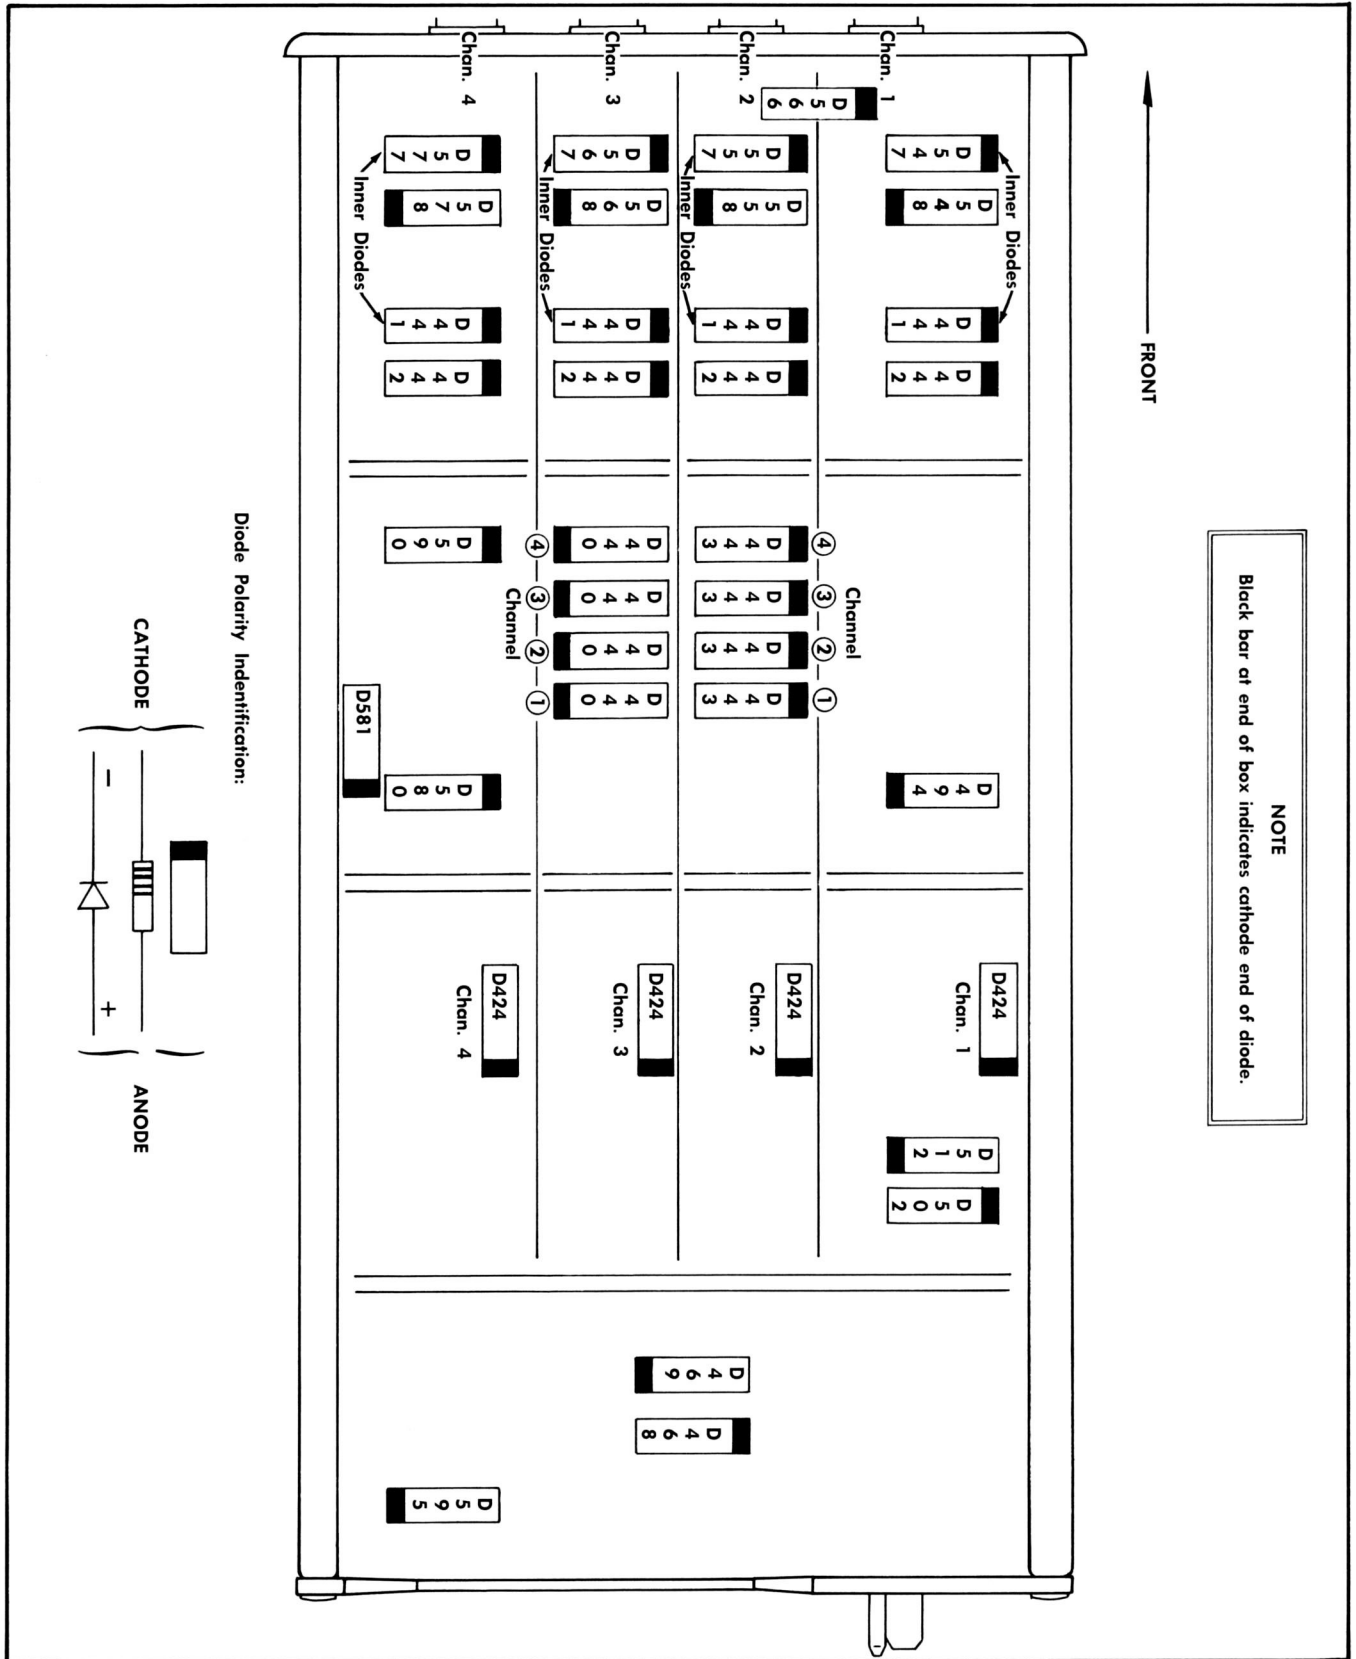 NOTE
Black bar at end of box indicates cathode end of diode.
FRONT
Chan. 1
Chan. 2
Chan. 3
Chan. 4
D566
D547
D548
Inner Diodes
D441
D442
D557
D558
Inner Diodes
D441
D442
D567
D568
Inner Diodes
D441
D442
D577
D578
Inner Diodes
D441
D442
Channel
4
3
2
1
D443
D443
D443
D443
D440
D440
D440
D440
4
3
2
1
Channel
D590
D581
D580
D494
D424
Chan. 1
D424
Chan. 2
D424
Chan. 3
D424
Chan. 4
D512
D502
D469
D468
D595
Diode Polarity Indentification:
CATHODE
ANODE
− +